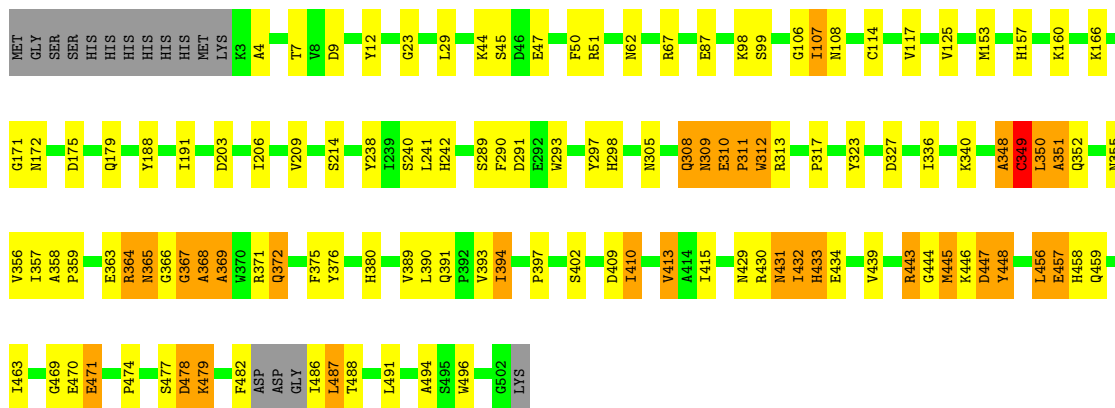 MET GLY SER SER HIS HIS HIS HIS HIS HIS MET LYS K3 A4 T7 V8 D9 Y12 G23 L29 K44 S45 D46 E47 F50 R51 N62 R67 E87 K98 S99 G106 I107 N108 C114 V117 V125 M153 H157 K160 K166
G171 N172 D175 Q179 Y188 I191 D203 I206 V209 S214 Y238 I239 S240 L241 H242 S289 F290 D291 E292 W293 Y297 H298 N305 Q308 N309 E310 P311 W312 R313 P317 Y323 D327 I336 K340 A348 C349 L350 A351 Q352 N355
V356 I357 A358 P359 E363 R364 N365 G366 G367 A368 A369 W370 R371 Q372 F375 Y376 H380 V389 L390 Q391 P392 V393 I394 P397 S402 D409 I410 V413 A414 I415 N429 R430 N431 I432 H433 E434 V439 R443 G444 M445 K446 D447 Y448 L456 E457 H458 Q459
I463 G469 E470 E471 P474 S477 D478 K479 F482 ASP ASP GLY I486 L487 T488 L491 A494 S495 W496 G502 LYS